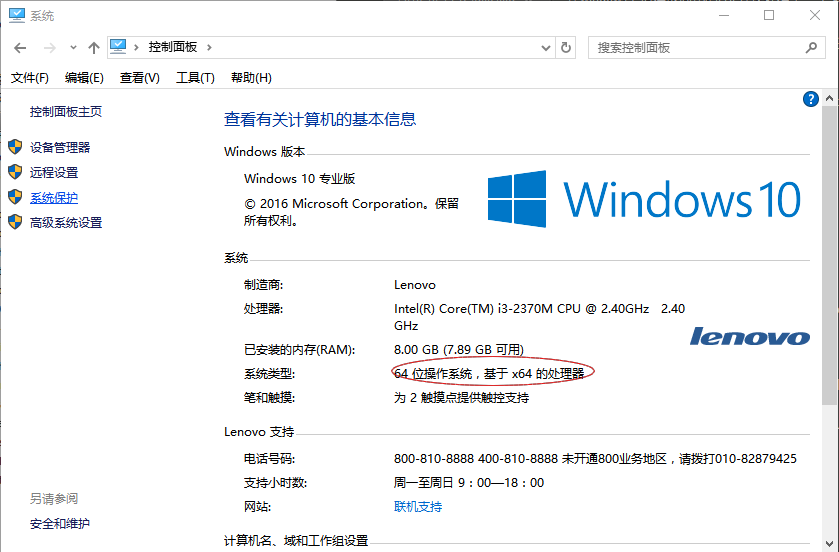 系统
控制面板
搜索控制面板
文件(F) 编辑(E) 查看(V) 工具(T) 帮助(H)
控制面板主页
设备管理器
远程设置
系统保护
高级系统设置
另请参阅
安全和维护
查看有关计算机的基本信息
Windows 版本
Windows 10 专业版
© 2016 Microsoft Corporation。保留
所有权利。
Windows 10
系统
制造商: Lenovo
处理器: Intel(R) Core(TM) i3-2370M CPU @ 2.40GHz 2.40
GHz
已安装的内存(RAM): 8.00 GB (7.89 GB 可用)
系统类型: 64 位操作系统，基于 x64 的处理器
笔和触摸: 为 2 触摸点提供触控支持
lenovo
Lenovo 支持
电话号码: 800-810-8888 400-810-8888 未开通800业务地区，请拨打010-82879425
支持小时数: 周一至周日 9：00—18：00
网站: 联机支持
计算机名、域和工作组设置